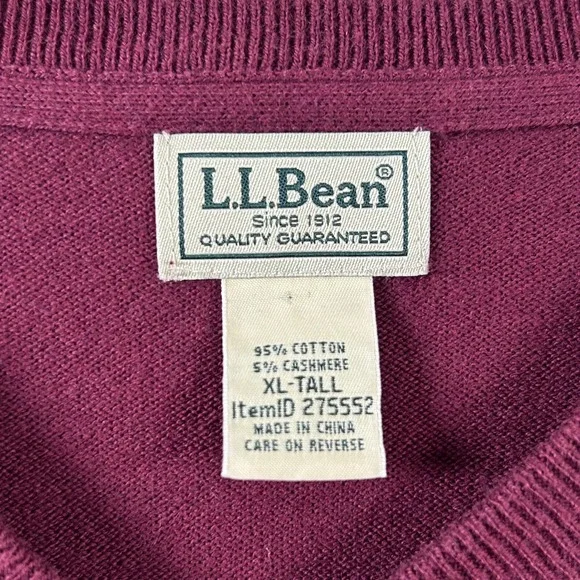 L.L.Bean®
Since 1912
QUALITY GUARANTEED
95% COTTON
5% CASHMERE
XL-TALL
ItemID 275552
MADE IN CHINA
CARE ON REVERSE